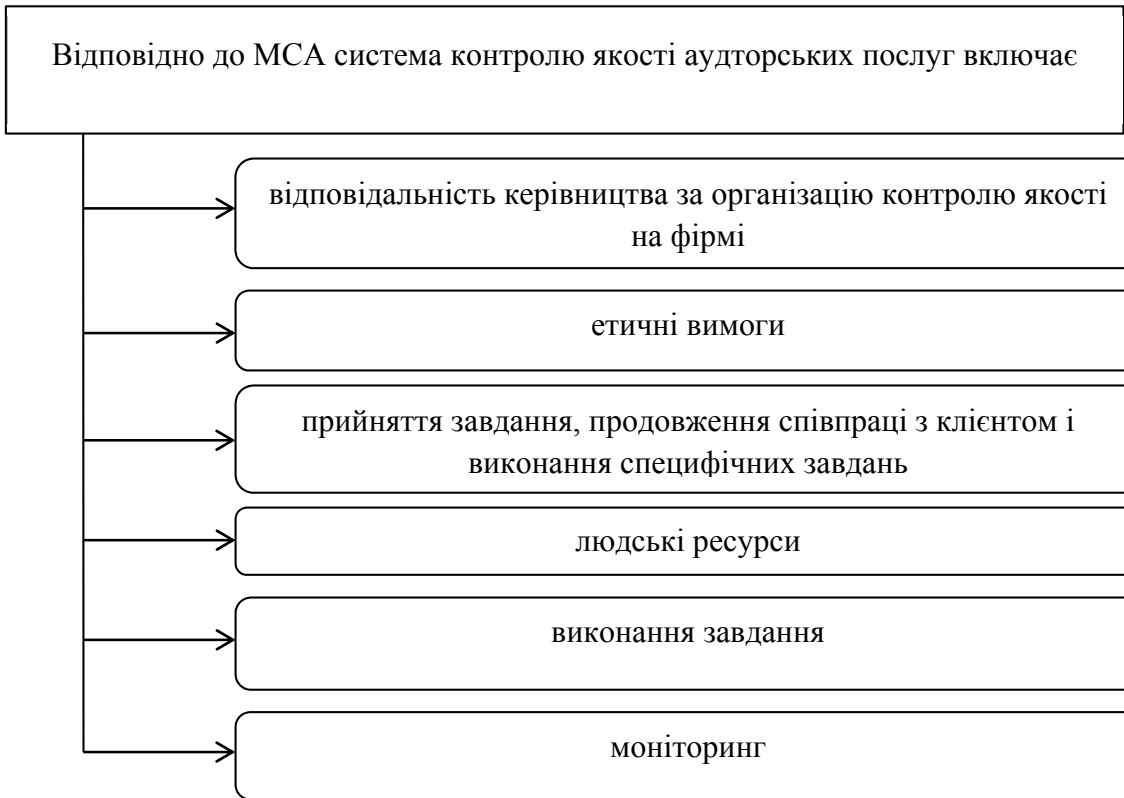 Відповідно до МСА система контролю якості аудторських послуг включає
відповідальність керівництва за організацію контролю якості
на фірмі
етичні вимоги
прийняття завдання, продовження співпраці з клієнтом і
виконання специфічних завдань
людські ресурси
виконання завдання
моніторинг